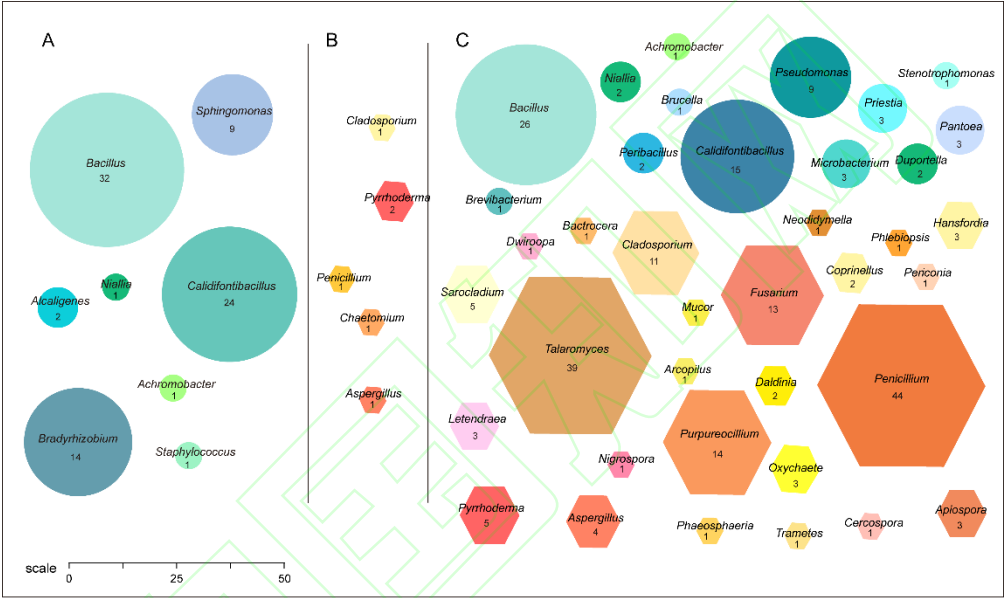 A
B
C
Sphingomonas
9
Bacillus
32
Niallia
1
Alcaligenes
2
Calidifontibacillus
24
Achromobacter
1
Bradyrhizobium
14
Staphylococcus
1
scale
0 25 50
Cladosporium
1
Pyrrhoderma
2
Penicillium
1
Chaetomium
1
Aspergillus
1
Achromobacter
1
Niallia
2
Pseudomonas
9
Stenotrophomonas
1
Bacillus
26
Brucella
1
Priestia
3
Pantoea
3
Peribacillus
2
Calidifontibacillus
15
Microbacterium
3
Duportella
2
Brevibacterium
1
Bactrocera
1
Dwiroopa
1
Cladosporium
11
Neodidymella
1
Phlebiopsis
1
Hansfordia
3
Sarocladium
5
Fusarium
13
Coprinellus
2
Periconia
1
Mucor
1
Talaromyces
39
Arcopilus
1
Daldinia
2
Penicillium
44
Letendraea
3
Purpureocillium
14
Nigrospora
1
Oxychaete
3
Pyrrhoderma
5
Aspergillus
4
Phaeosphaeria
1
Trametes
1
Cercospora
1
Apiospora
3